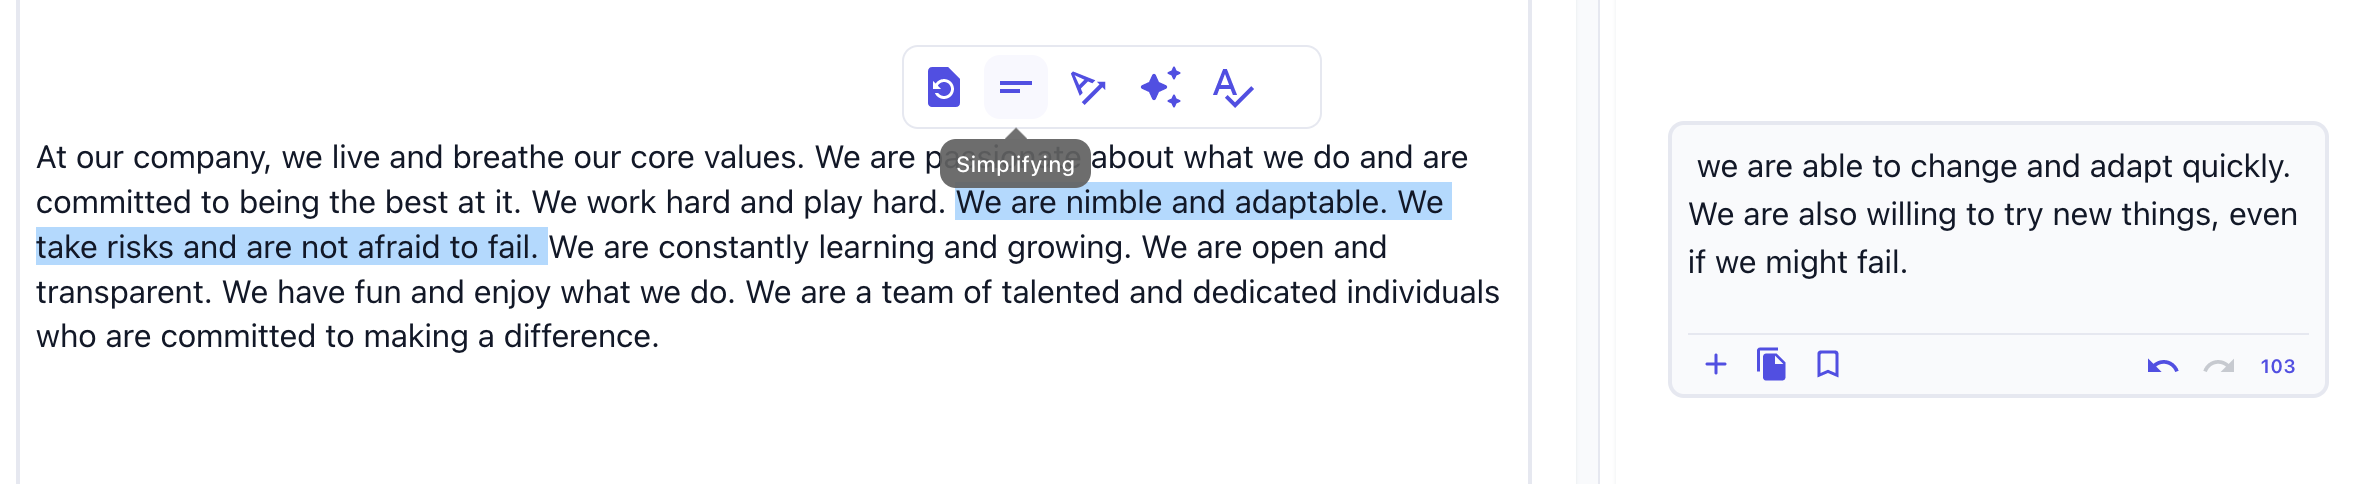 Simplifying
At our company, we live and breathe our core values. We are passionate about what we do and are
committed to being the best at it. We work hard and play hard. We are nimble and adaptable. We
take risks and are not afraid to fail. We are constantly learning and growing. We are open and
transparent. We have fun and enjoy what we do. We are a team of talented and dedicated individuals
who are committed to making a difference.
we are able to change and adapt quickly.
We are also willing to try new things, even
if we might fail.
103